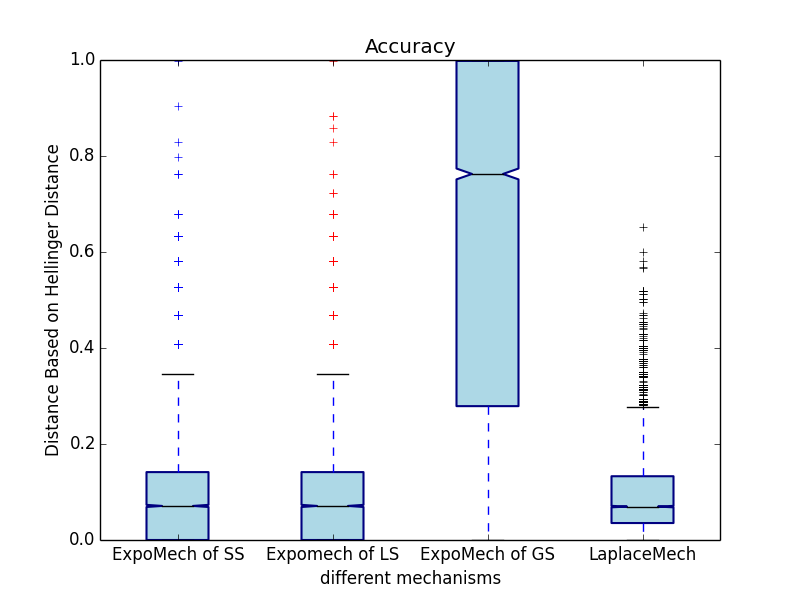 Accuracy
Distance Based on Hellinger Distance
1.0
0.8
0.6
0.4
0.2
0.0
ExpoMech of SS Expomech of LS ExpoMech of GS LaplaceMech
different mechanisms